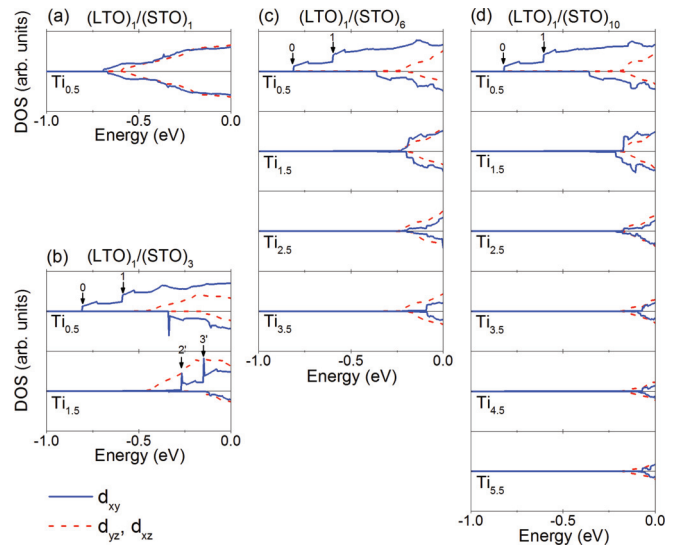 (a) (LTO)1/(STO)1
DOS (arb. units)
Ti0.5
-1.0 -0.5 0.0
Energy (eV)
(b) (LTO)1/(STO)3
DOS (arb. units)
0 1
Ti0.5
2' 3'
Ti1.5
-1.0 -0.5 0.0
Energy (eV)
dxy
dyz, dxz
(c) (LTO)1/(STO)6
0 1
Ti0.5
Ti1.5
Ti2.5
Ti3.5
-1.0 -0.5 0.0
Energy (eV)
(d) (LTO)1/(STO)10
0 1
Ti0.5
Ti1.5
Ti2.5
Ti3.5
Ti4.5
Ti5.5
-1.0 -0.5 0.0
Energy (eV)